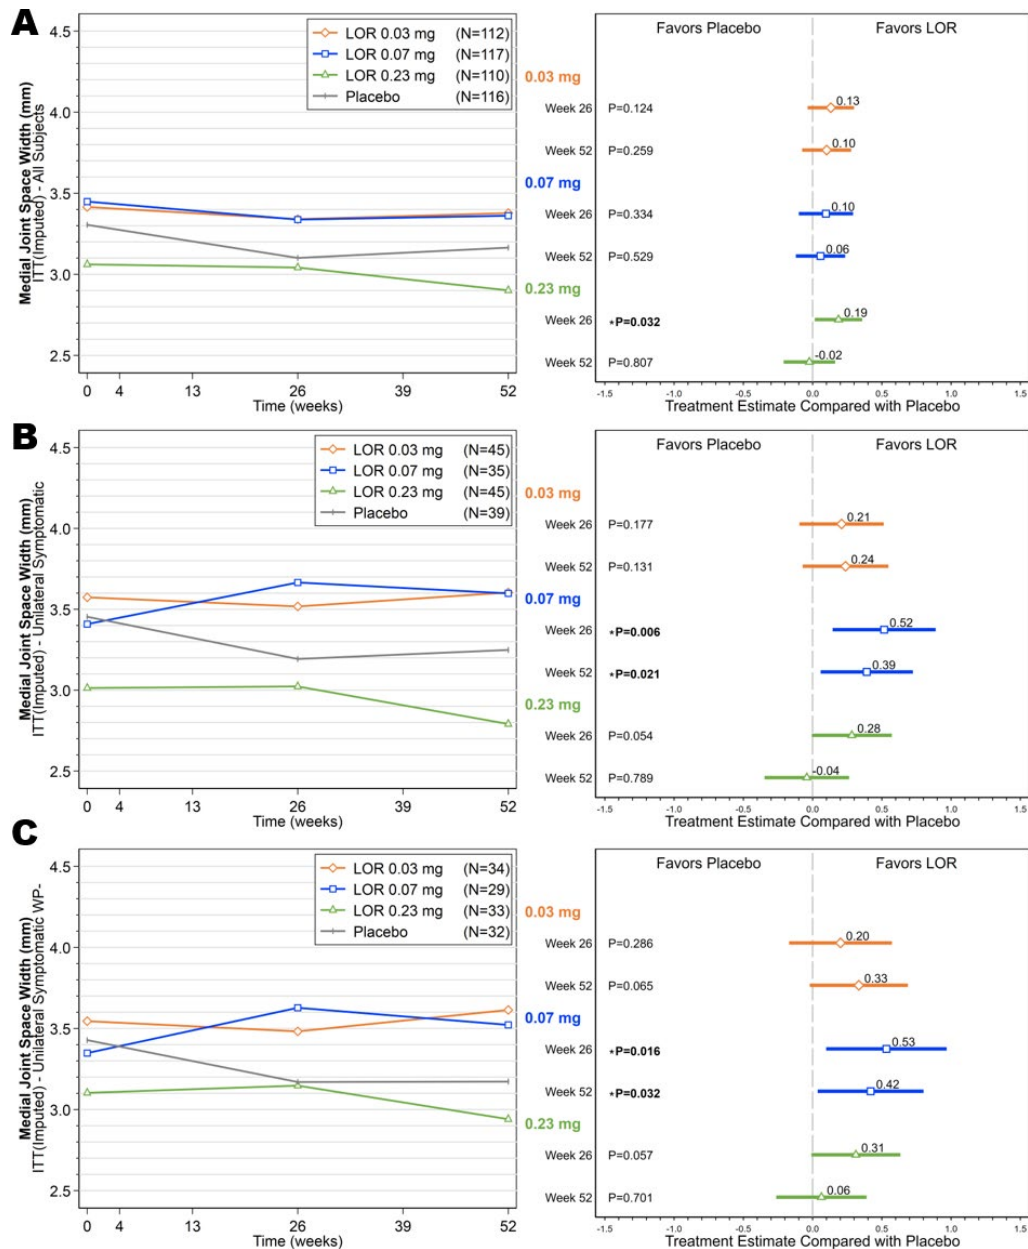 A
Medial Joint Space Width (mm)
ITT(Imputed) - All Subjects
4.5
4.0
3.5
3.0
2.5
LOR 0.03 mg (N=112)
LOR 0.07 mg (N=117)
LOR 0.23 mg (N=110)
Placebo (N=116)
0 4 13 26 39 52
Time (weeks)
Favors Placebo Favors LOR
0.03 mg
Week 26 P=0.124 0.13
Week 52 P=0.259 0.10
0.07 mg
Week 26 P=0.334 0.10
Week 52 P=0.529 0.06
0.23 mg
Week 26 *P=0.032 0.19
Week 52 P=0.807 -0.02
-1.5 -1.0 -0.5 0.0 0.5 1.0 1.5
Treatment Estimate Compared with Placebo
B
Medial Joint Space Width (mm)
ITT(Imputed) - Unilateral Symptomatic
4.5
4.0
3.5
3.0
2.5
LOR 0.03 mg (N=45)
LOR 0.07 mg (N=35)
LOR 0.23 mg (N=45)
Placebo (N=39)
0 4 13 26 39 52
Time (weeks)
Favors Placebo Favors LOR
0.03 mg
Week 26 P=0.177 0.21
Week 52 P=0.131 0.24
0.07 mg
Week 26 *P=0.006 0.52
Week 52 *P=0.021 0.39
0.23 mg
Week 26 P=0.054 0.28
Week 52 P=0.789 -0.04
-1.5 -1.0 -0.5 0.0 0.5 1.0 1.5
Treatment Estimate Compared with Placebo
C
Medial Joint Space Width (mm)
ITT(Imputed) - Unilateral Symptomatic WP-
4.5
4.0
3.5
3.0
2.5
LOR 0.03 mg (N=34)
LOR 0.07 mg (N=29)
LOR 0.23 mg (N=33)
Placebo (N=32)
0 4 13 26 39 52
Time (weeks)
Favors Placebo Favors LOR
0.03 mg
Week 26 P=0.286 0.20
Week 52 P=0.065 0.33
0.07 mg
Week 26 *P=0.016 0.53
Week 52 *P=0.032 0.42
0.23 mg
Week 26 P=0.057 0.31
Week 52 P=0.701 0.06
-1.5 -1.0 -0.5 0.0 0.5 1.0 1.5
Treatment Estimate Compared with Placebo